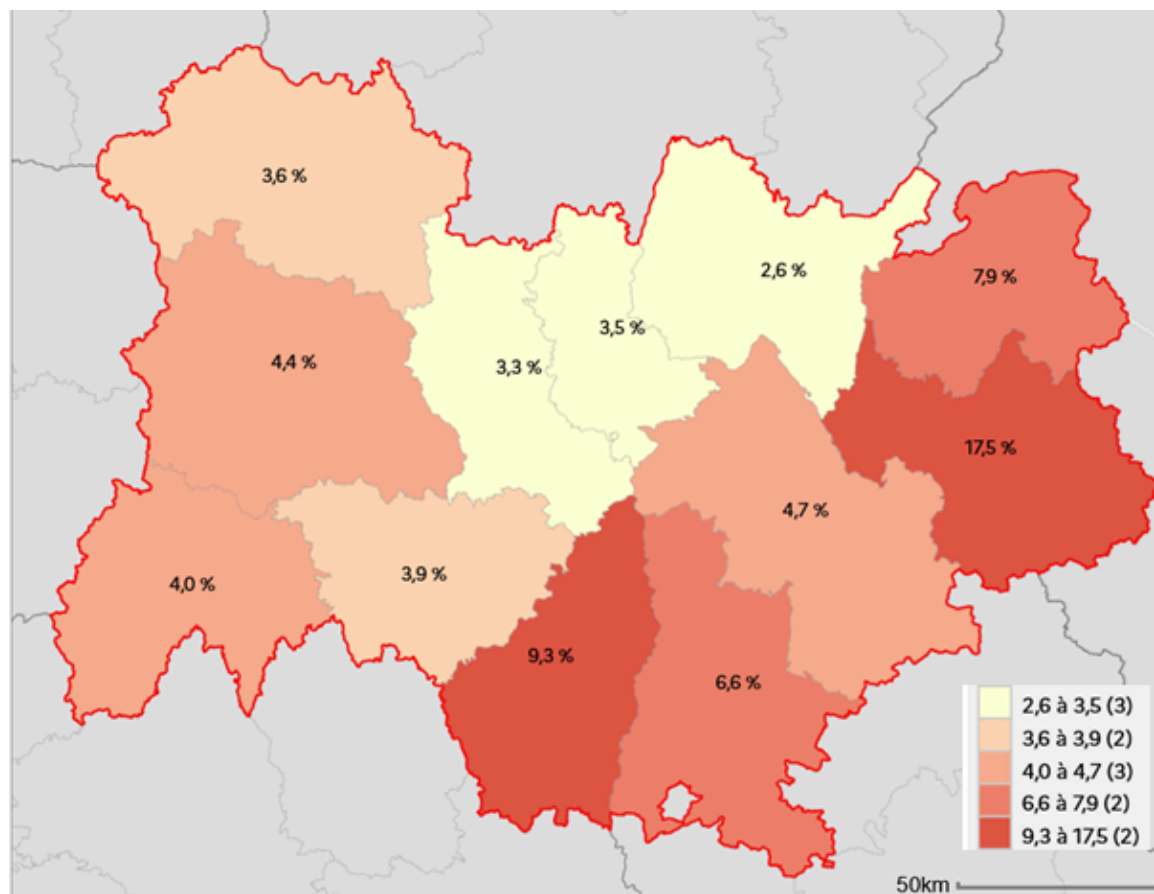 3,6 %
2,6 %
7,9 %
3,5 %
4,4 %
3,3 %
17,5 %
4,7 %
4,0 %
3,9 %
9,3 %
6,6 %
2,6 à 3,5 (3)
3,6 à 3,9 (2)
4,0 à 4,7 (3)
6,6 à 7,9 (2)
9,3 à 17,5 (2)
50km